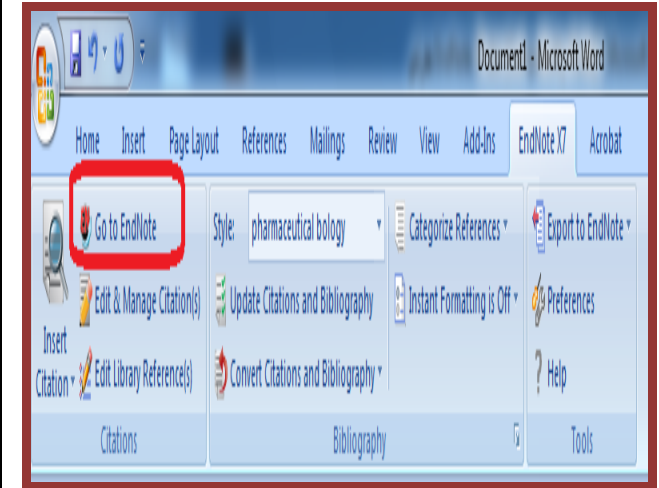 Document1 - Microsoft Word
Home Insert Page Layout References Mailings Review View Add-Ins EndNote X7 Acrobat
Go to EndNote
Edit & Manage Citation(s)
Edit Library Reference(s)
Insert
Citation
Citations
Style: pharmaceutical bology
Update Citations and Bibliography
Convert Citations and Bibliography
Categorize References
Instant Formatting is Off
Bibliography
Export to EndNote
Preferences
? Help
Tools